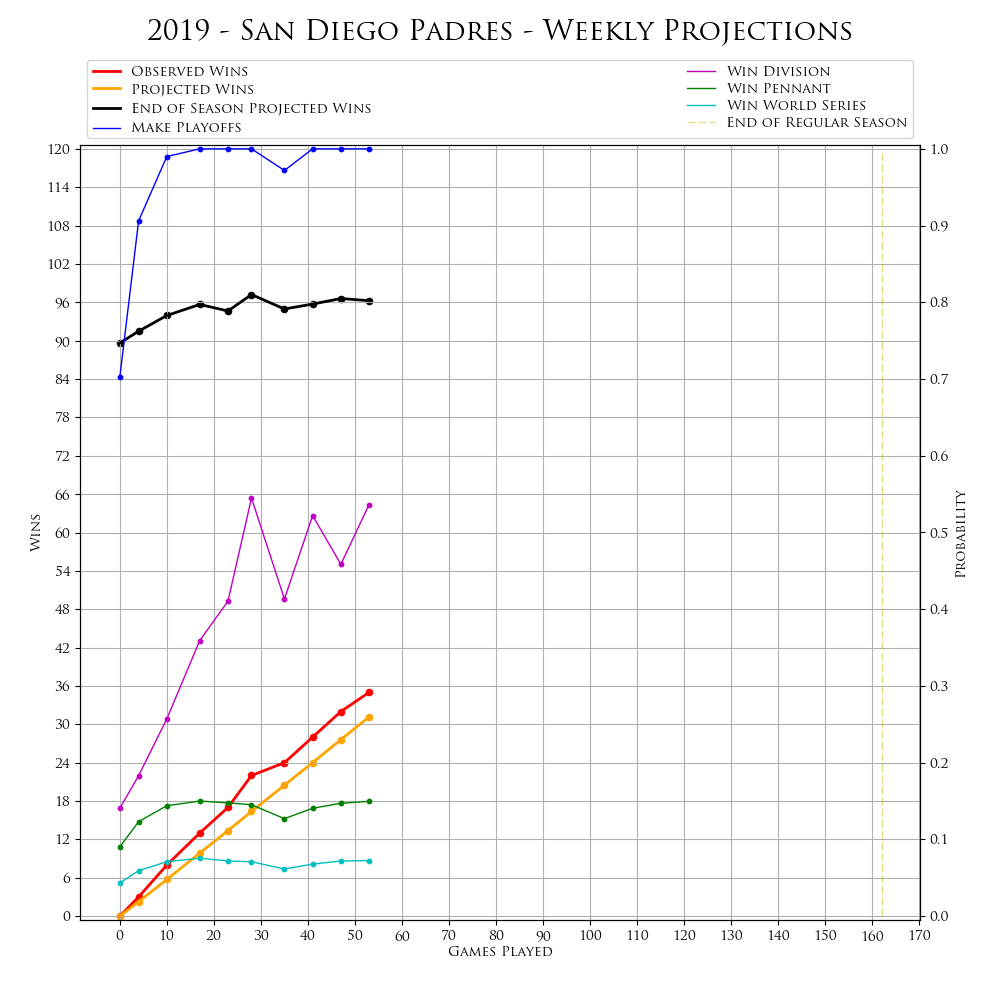 2019 - San Diego Padres - Weekly Projections
Observed Wins
Projected Wins
End of Season Projected Wins
Make Playoffs
Win Division
Win Pennant
Win World Series
End of Regular Season
120
114
108
102
96
90
84
78
72
66
60
54
48
42
36
30
24
18
12
6
0
Wins
1.0
0.9
0.8
0.7
0.6
0.5
0.4
0.3
0.2
0.1
0.0
Probability
0 10 20 30 40 50 60 70 80 90 100 110 120 130 140 150 160 170
Games Played